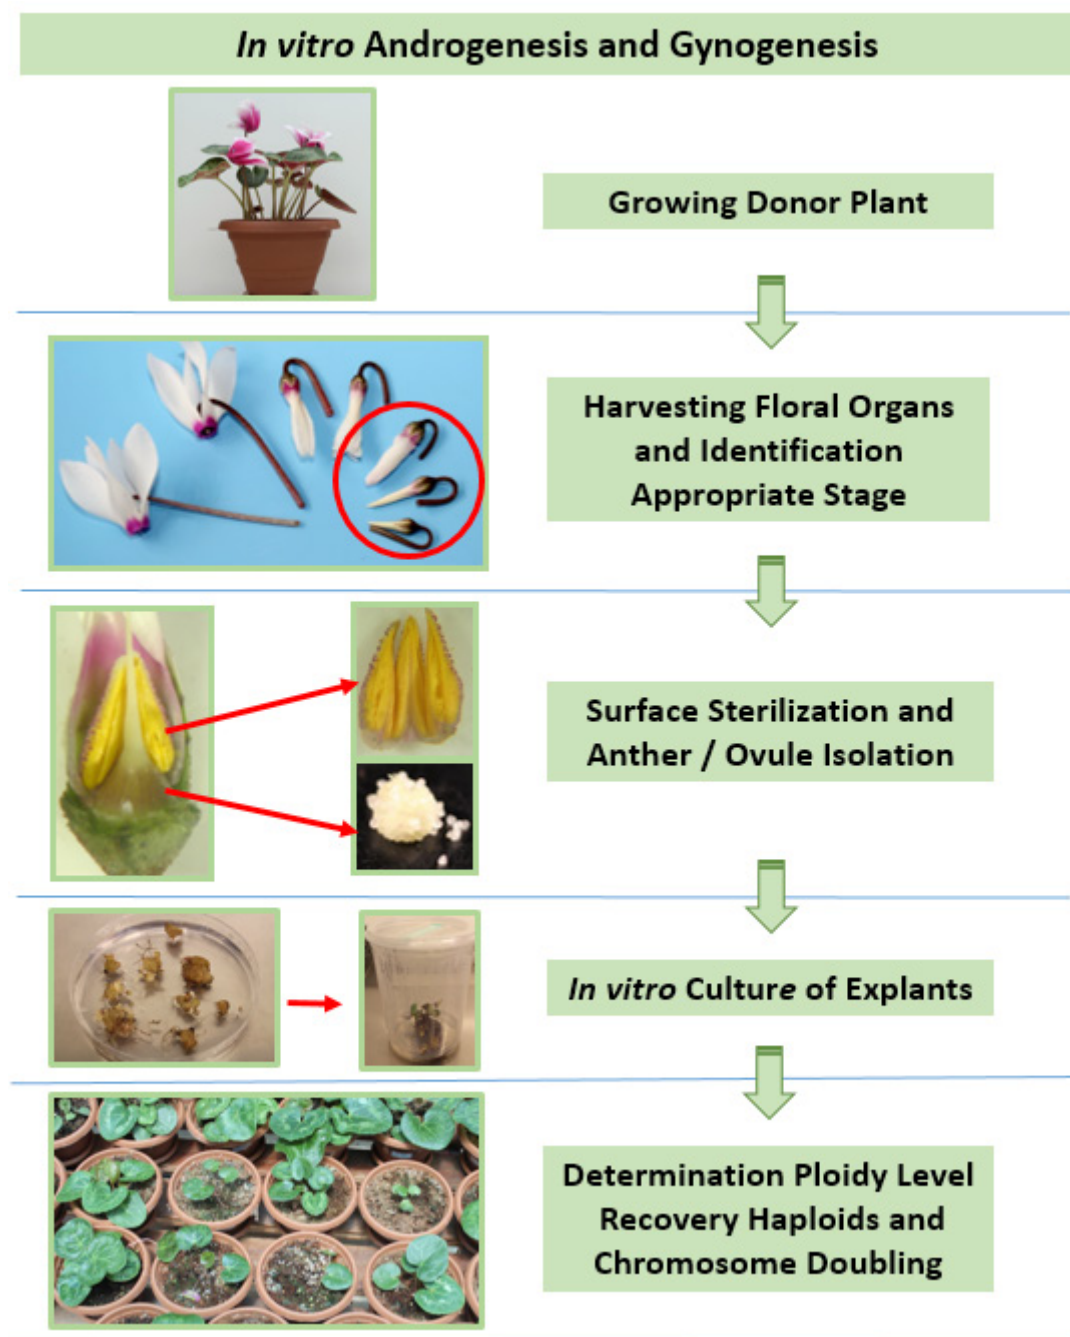 In vitro Androgenesis and Gynogenesis
Growing Donor Plant
Harvesting Floral Organs
and Identification
Appropriate Stage
Surface Sterilization and
Anther / Ovule Isolation
In vitro Culture of Explants
Determination Ploidy Level
Recovery Haploids and
Chromosome Doubling